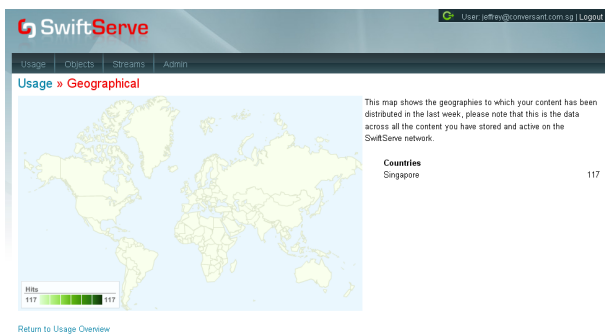 SwiftServe
User: jeffrey@conversant.com.sg | Logout
Usage Objects Streams Admin
Usage » Geographical
This map shows the geographies to which your content has been
distributed in the last week, please note that this is the data
across all the content you have stored and active on the
SwiftServe network.
Countries
Singapore 117
Hits
117 117
Return to Usage Overview